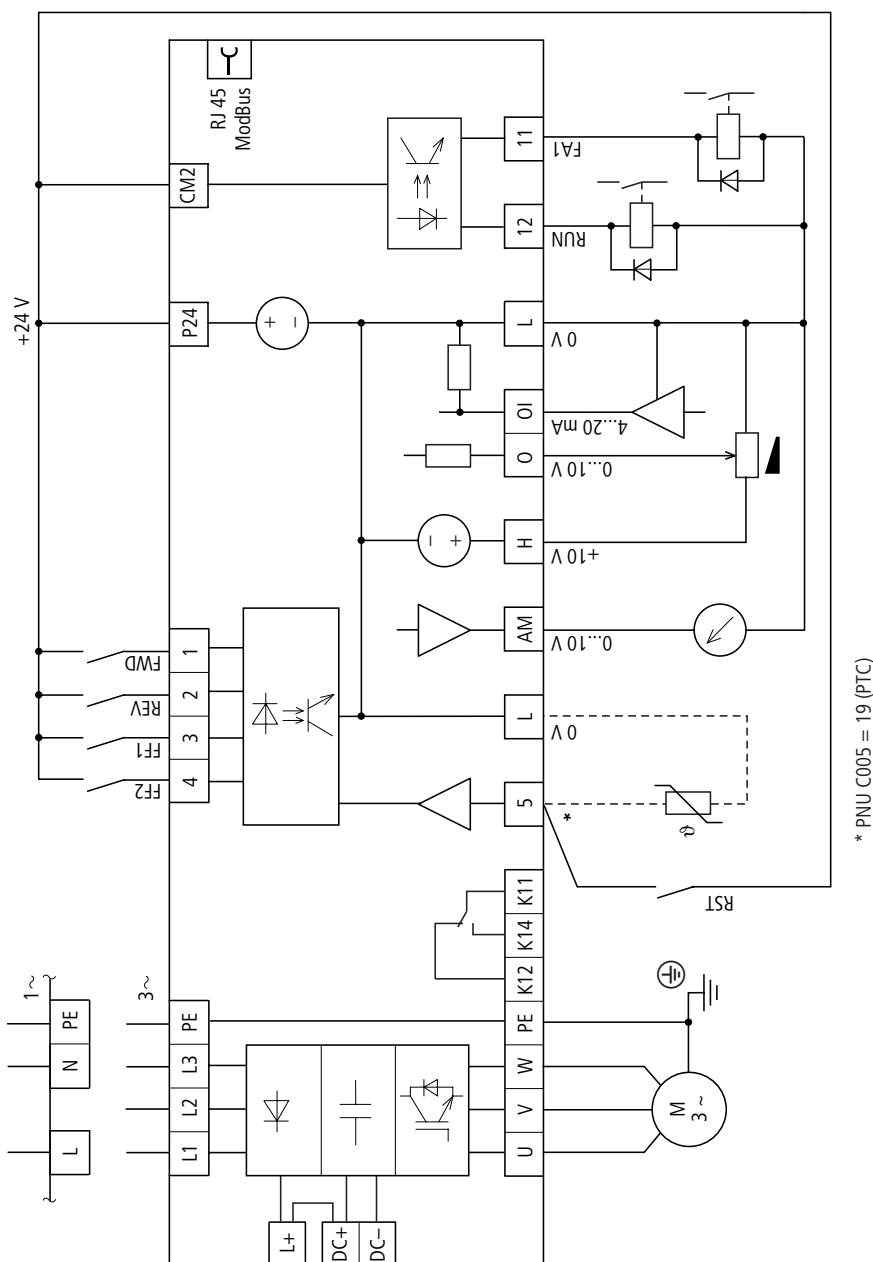 RJ 45
ModBus
+24 V
CM2
11
FA1
12
RUN
P24
+
–
L
0 V
OI
4...20 mA
O
0...10 V
–
+
H
+10 V
AM
0...10 V
1
FWD
2
REV
3
FF1
4
FF2
L
0 V
5
*
ϑ
RST
* PNU C005 = 19 (PTC)
K11
K14
K12
1~
PE
N
L
3~
PE
L3
L2
L1
PE
W
V
U
M
3 ~
L+
DC+
DC–